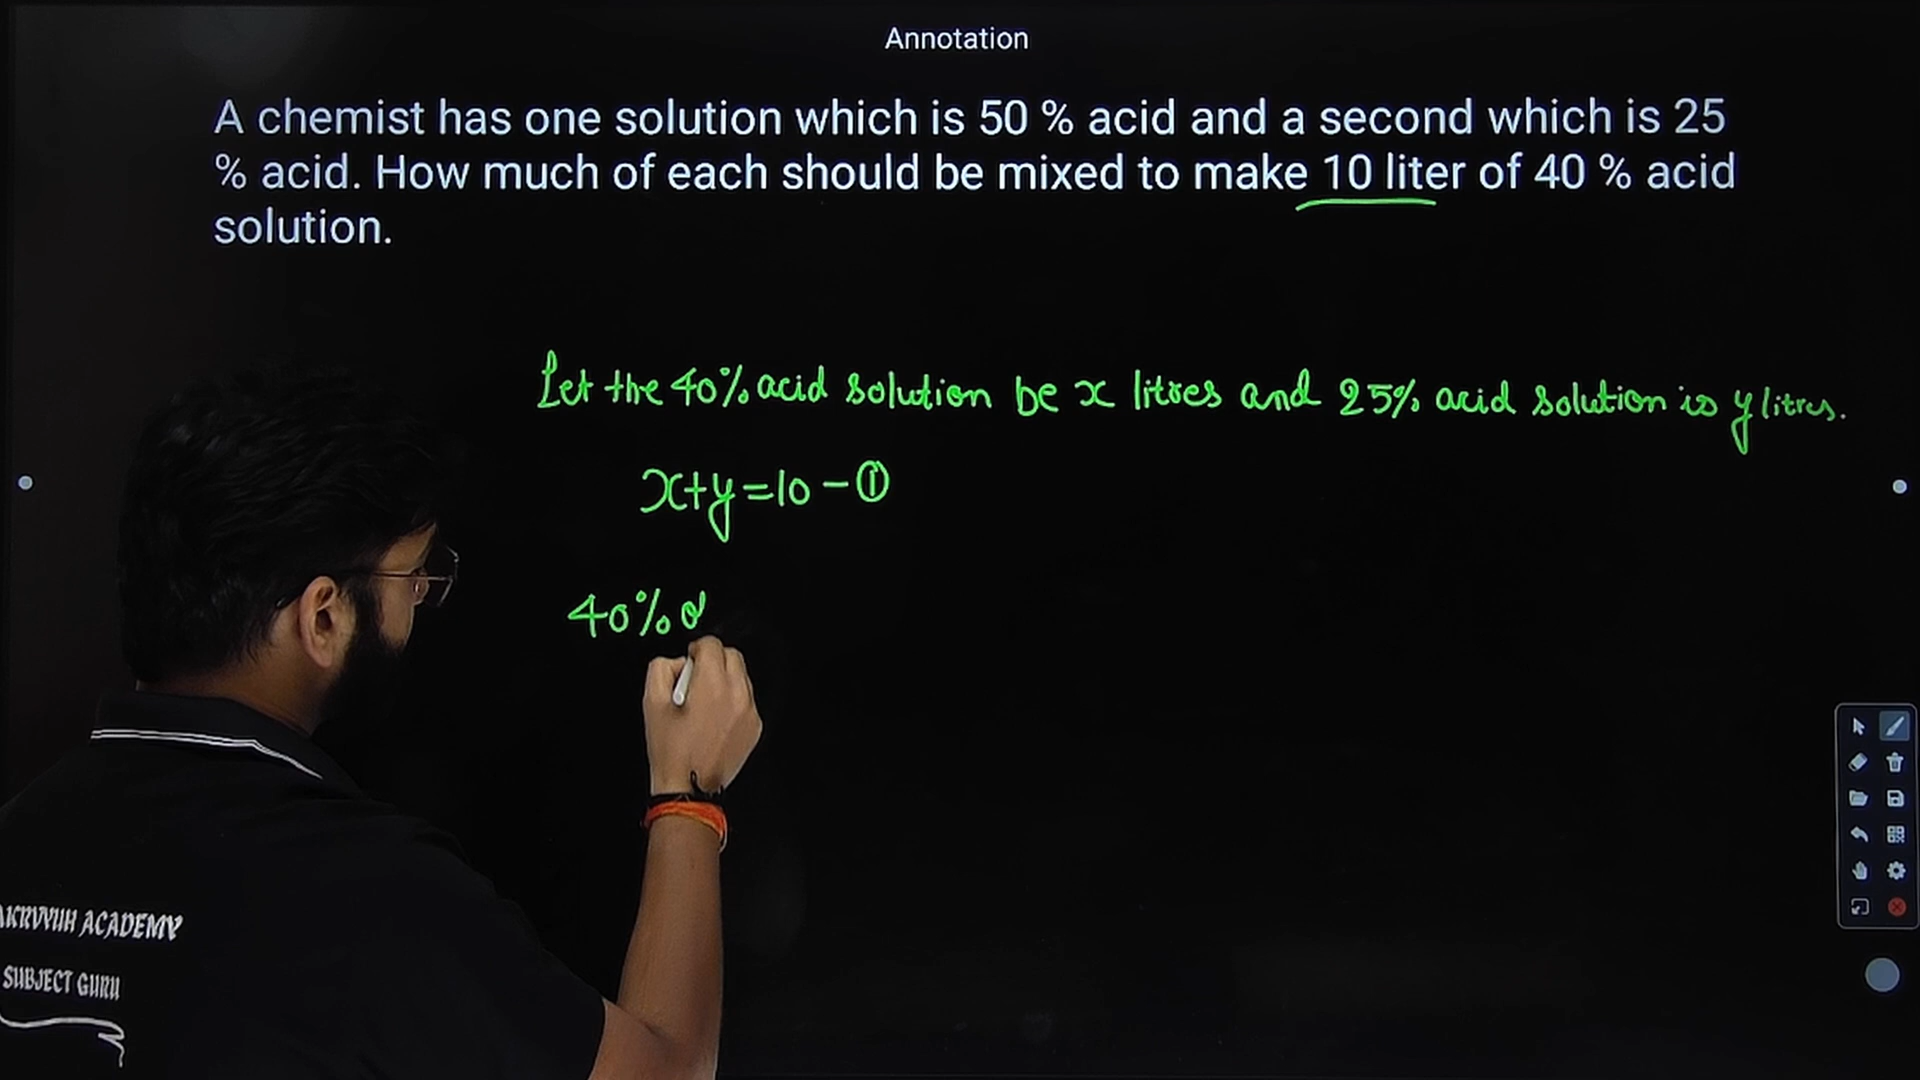 Annotation
A chemist has one solution which is 50 % acid and a second which is 25
% acid. How much of each should be mixed to make 10 liter of 40 % acid
solution.
Let the 40% acid solution be x litres and 25% acid solution is y litres.
x+y=10 - ①
40% o
ACADEMY
SUBJECT GURU